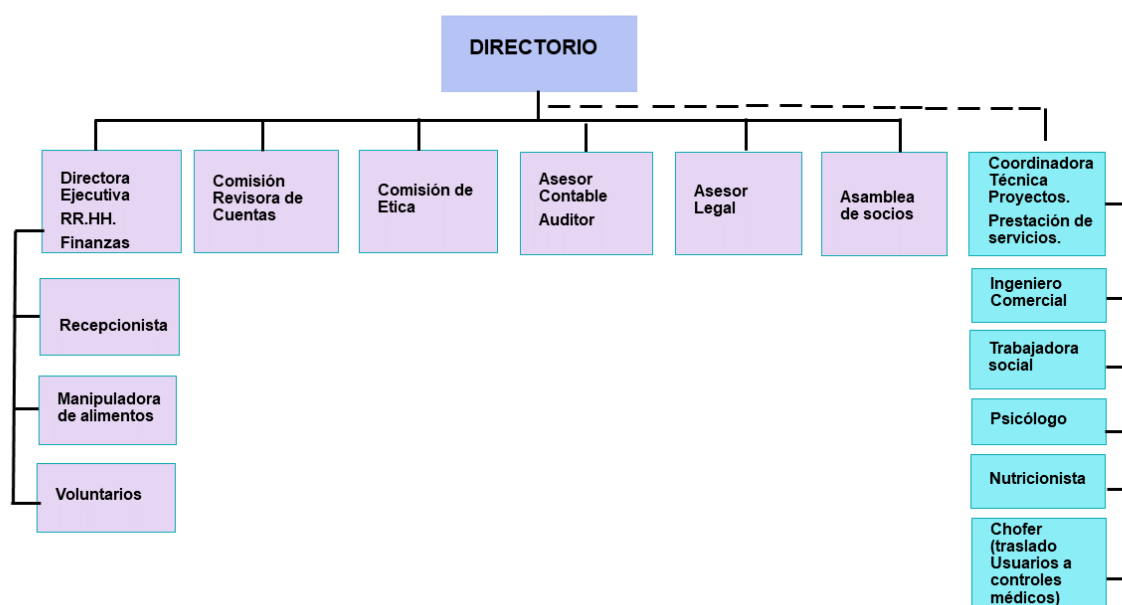 DIRECTORIO
Directora
Ejecutiva
RR.HH.
Finanzas
Comisión
Revisora de
Cuentas
Comisión de
Etica
Asesor
Contable
Auditor
Asesor
Legal
Asamblea
de socios
Coordinadora
Técnica
Proyectos.
Prestación de
servicios.
Recepcionista
Manipuladora
de alimentos
Voluntarios
Ingeniero
Comercial
Trabajadora
social
Psicólogo
Nutricionista
Chofer
(traslado
Usuarios a
controles
médicos)